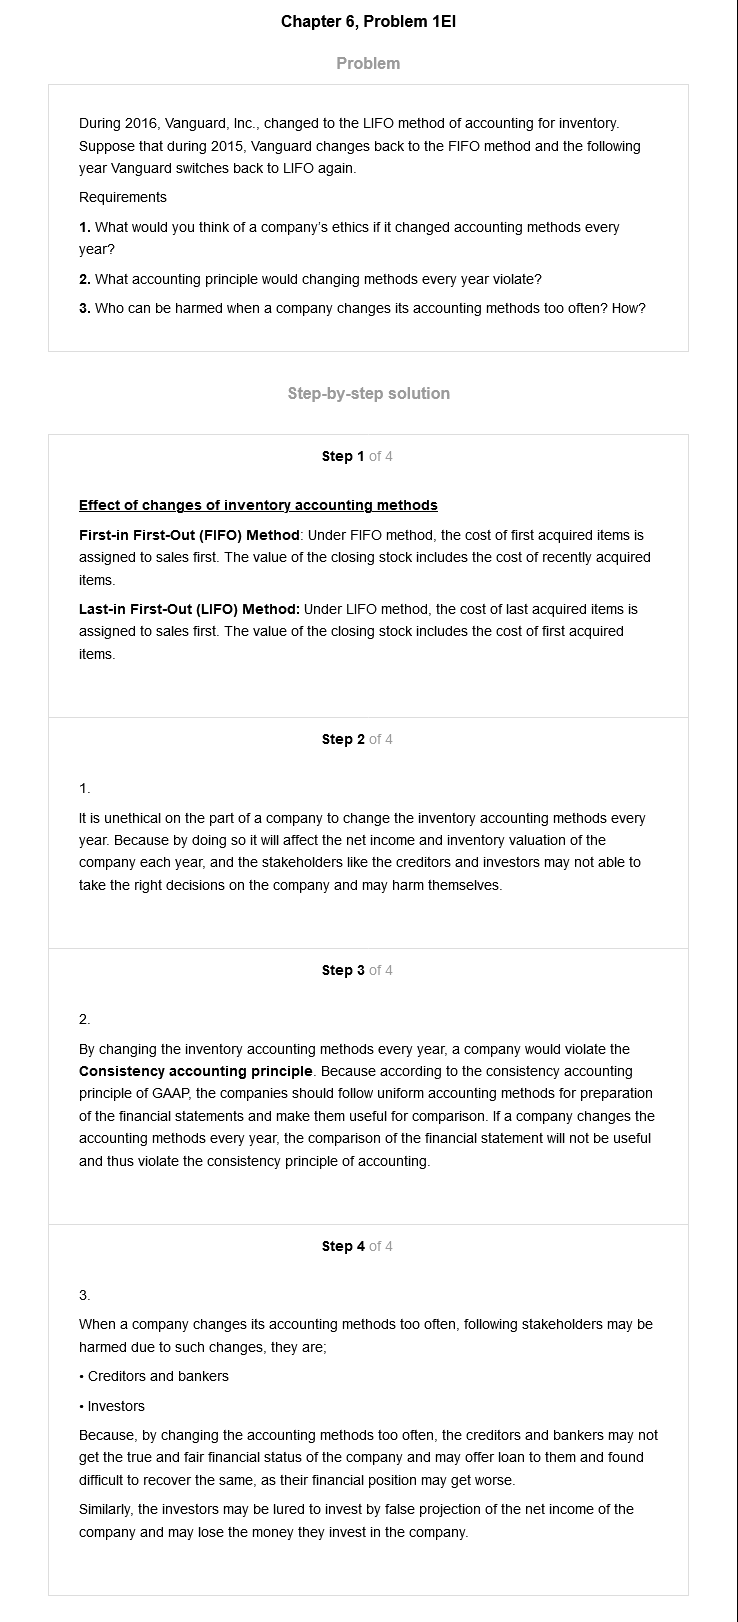 Chapter 6, Problem 1EI
Problem
During 2016, Vanguard, Inc., changed to the LIFO method of accounting for inventory.
Suppose that during 2015, Vanguard changes back to the FIFO method and the following
year Vanguard switches back to LIFO again.
Requirements
1. What would you think of a company's ethics if it changed accounting methods every
year?
2. What accounting principle would changing methods every year violate?
3. Who can be harmed when a company changes its accounting methods too often? How?
Step-by-step solution
Step 1 of 4
Effect of changes of inventory accounting methods
First-in First-Out (FIFO) Method: Under FIFO method, the cost of first acquired items is
assigned to sales first. The value of the closing stock includes the cost of recently acquired
items.
Last-in First-Out (LIFO) Method: Under LIFO method, the cost of last acquired items is
assigned to sales first. The value of the closing stock includes the cost of first acquired
items.
Step 2 of 4
1.
It is unethical on the part of a company to change the inventory accounting methods every
year. Because by doing so it will affect the net income and inventory valuation of the
company each year, and the stakeholders like the creditors and investors may not able to
take the right decisions on the company and may harm themselves.
Step 3 of 4
2.
By changing the inventory accounting methods every year, a company would violate the
Consistency accounting principle. Because according to the consistency accounting
principle of GAAP, the companies should follow uniform accounting methods for preparation
of the financial statements and make them useful for comparison. If a company changes the
accounting methods every year, the comparison of the financial statement will not be useful
and thus violate the consistency principle of accounting.
Step 4 of 4
3.
When a company changes its accounting methods too often, following stakeholders may be
harmed due to such changes, they are;
• Creditors and bankers
• Investors
Because, by changing the accounting methods too often, the creditors and bankers may not
get the true and fair financial status of the company and may offer loan to them and found
difficult to recover the same, as their financial position may get worse.
Similarly, the investors may be lured to invest by false projection of the net income of the
company and may lose the money they invest in the company.